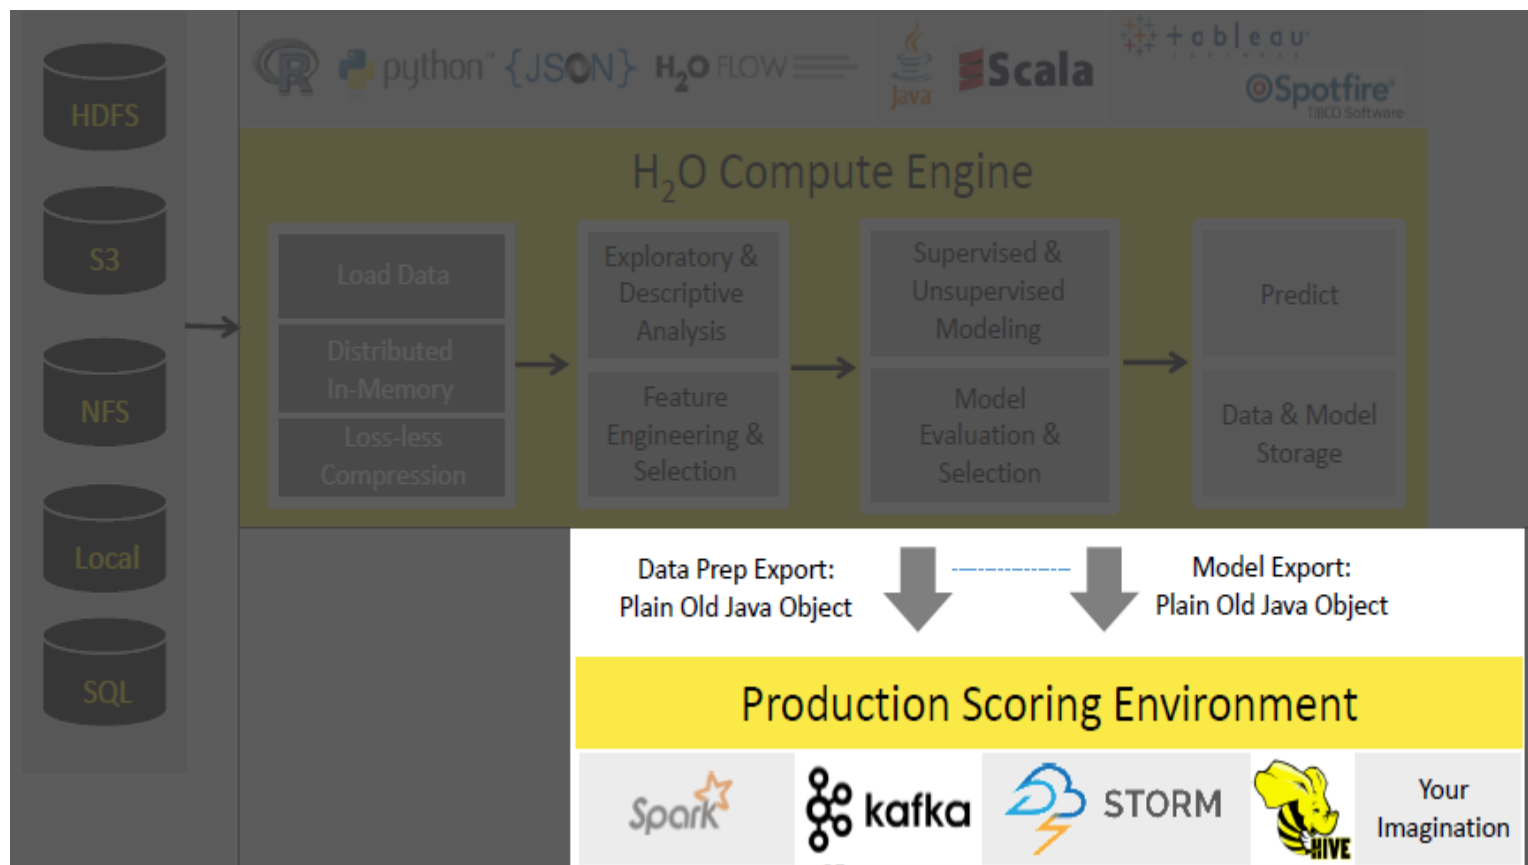 HDFS
S3
NFS
Local
SQL
R
python™
{JSON}
H2O FLOW
Java
Scala
+ a b l e a u
S O F T W A R E
Spotfire®
TIBCO Software
H2O Compute Engine
Load Data
Distributed
In-Memory
Loss-less
Compression
Exploratory &
Descriptive
Analysis
Feature
Engineering &
Selection
Supervised &
Unsupervised
Modeling
Model
Evaluation &
Selection
Predict
Data & Model
Storage
Data Prep Export:
Plain Old Java Object
Model Export:
Plain Old Java Object
Production Scoring Environment
Spark
kafka
STORM
HIVE
Your
Imagination